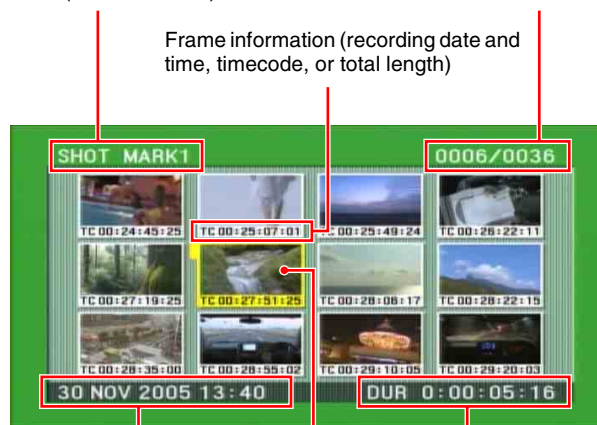 Frame information (recording date and
time, timecode, or total length)
SHOT MARK1
0006/0036
TC 00:24:45:25
TC 00:25:07:01
TC 00:25:49:24
TC 00:26:22:11
TC 00:27:19:25
TC 00:27:51:25
TC 00:28:06:17
TC 00:28:22:15
TC 00:28:35:00
TC 00:28:55:02
TC 00:29:10:05
TC 00:29:20:03
30 NOV 2005 13:40
DUR 0:00:05:16